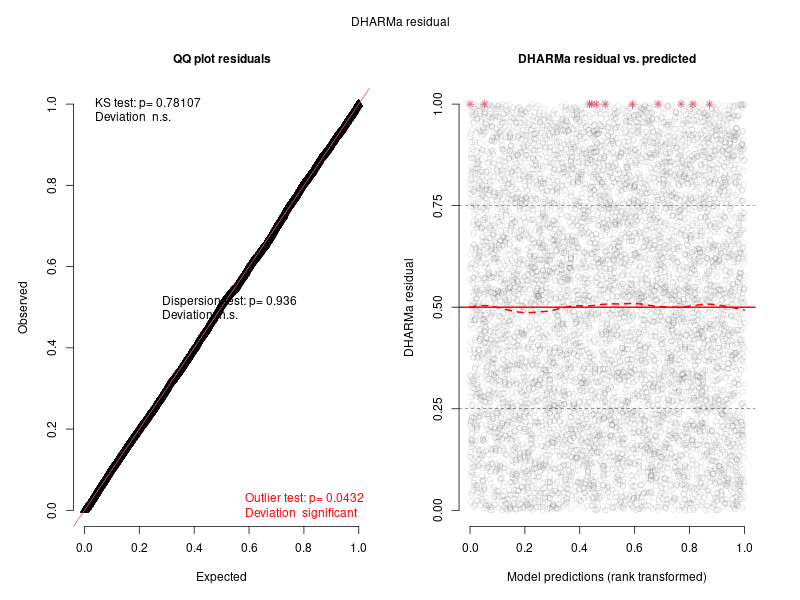 DHARMa residual
QQ plot residuals
KS test: p= 0.78107
Deviation n.s.
Dispersion test: p= 0.936
Deviation n.s.
Outlier test: p= 0.0432
Deviation significant
Observed
0.0
0.2
0.4
0.6
0.8
1.0
0.0
0.2
0.4
0.6
0.8
1.0
Expected
DHARMa residual vs. predicted
DHARMa residual
0.00
0.25
0.50
0.75
1.00
0.0
0.2
0.4
0.6
0.8
1.0
Model predictions (rank transformed)